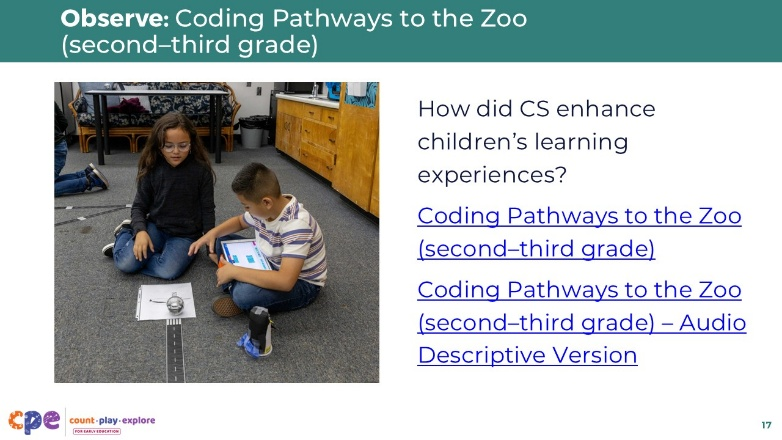 Observe: Coding Pathways to the Zoo
(second–third grade)
How did CS enhance
children’s learning
experiences?
Coding Pathways to the Zoo
(second–third grade)
Coding Pathways to the Zoo
(second–third grade) – Audio
Descriptive Version
cpe
count·play·explore
FOR EARLY EDUCATION
17